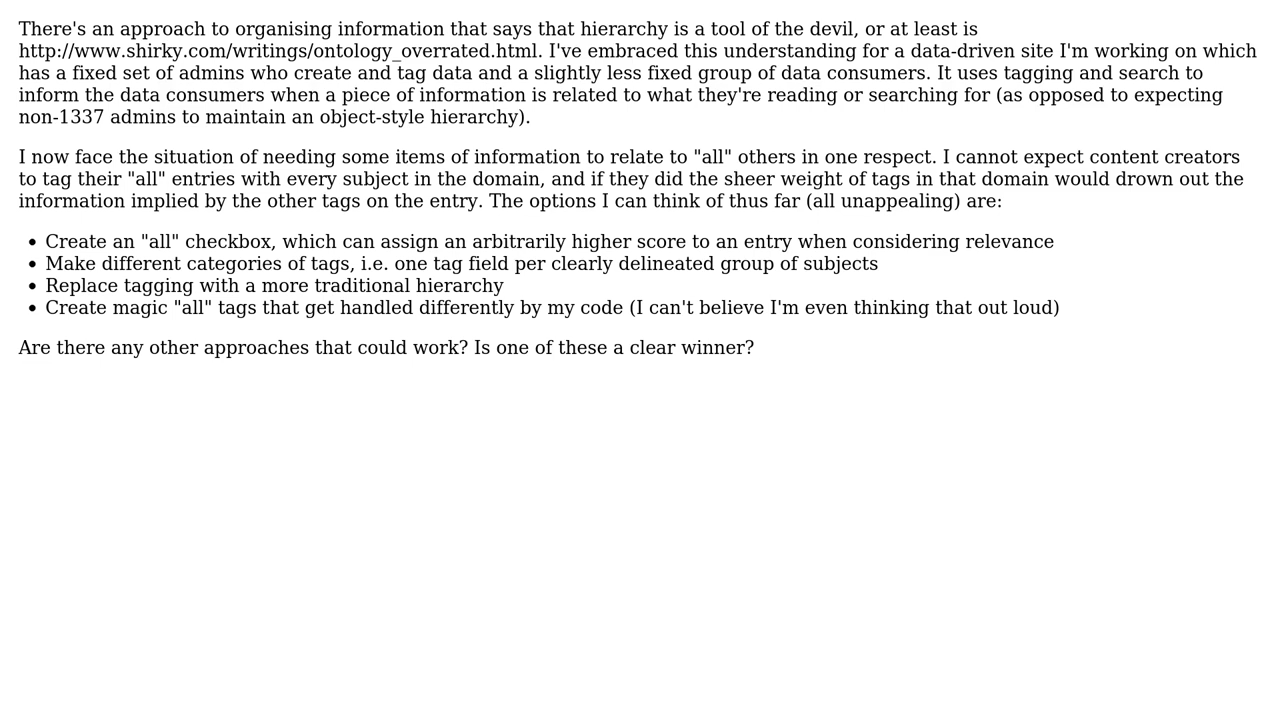 There's an approach to organising information that says that hierarchy is a tool of the devil, or at least is
http://www.shirky.com/writings/ontology_overrated.html. I've embraced this understanding for a data-driven site I'm working on which
has a fixed set of admins who create and tag data and a slightly less fixed group of data consumers. It uses tagging and search to
inform the data consumers when a piece of information is related to what they're reading or searching for (as opposed to expecting
non-1337 admins to maintain an object-style hierarchy).
I now face the situation of needing some items of information to relate to "all" others in one respect. I cannot expect content creators
to tag their "all" entries with every subject in the domain, and if they did the sheer weight of tags in that domain would drown out the
information implied by the other tags on the entry. The options I can think of thus far (all unappealing) are:
• Create an "all" checkbox, which can assign an arbitrarily higher score to an entry when considering relevance
• Make different categories of tags, i.e. one tag field per clearly delineated group of subjects
• Replace tagging with a more traditional hierarchy
• Create magic "all" tags that get handled differently by my code (I can't believe I'm even thinking that out loud)
Are there any other approaches that could work? Is one of these a clear winner?